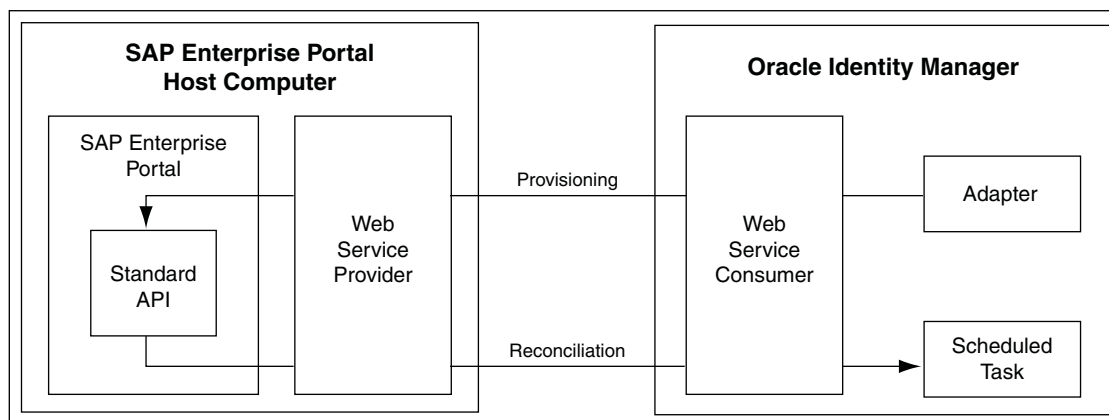 SAP Enterprise Portal
Host Computer
Oracle Identity Manager
SAP Enterprise
Portal
Standard
API
Web
Service
Provider
Provisioning
Reconciliation
Web
Service
Consumer
Adapter
Scheduled
Task